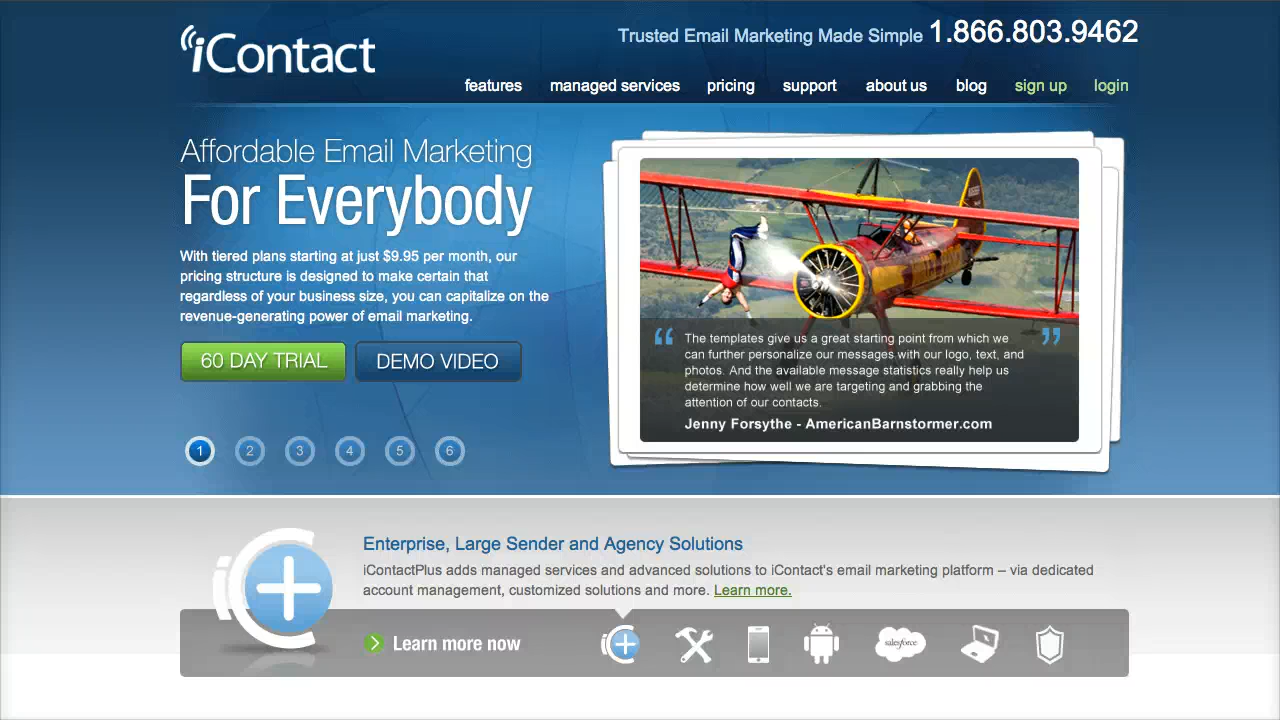 iContact
Trusted Email Marketing Made Simple 1.866.803.9462
features managed services pricing support about us blog sign up login
Affordable Email Marketing
For Everybody
With tiered plans starting at just $9.95 per month, our
pricing structure is designed to make certain that
regardless of your business size, you can capitalize on the
revenue-generating power of email marketing.
60 DAY TRIAL DEMO VIDEO
1 2 3 4 5 6
“ The templates give us a great starting point from which we ”
can further personalize our messages with our logo, text, and
photos. And the available message statistics really help us
determine how well we are targeting and grabbing the
attention of our contacts.
Jenny Forsythe - AmericanBarnstormer.com
Enterprise, Large Sender and Agency Solutions
iContactPlus adds managed services and advanced solutions to iContact's email marketing platform – via dedicated
account management, customized solutions and more. Learn more.
Learn more now
salesforce